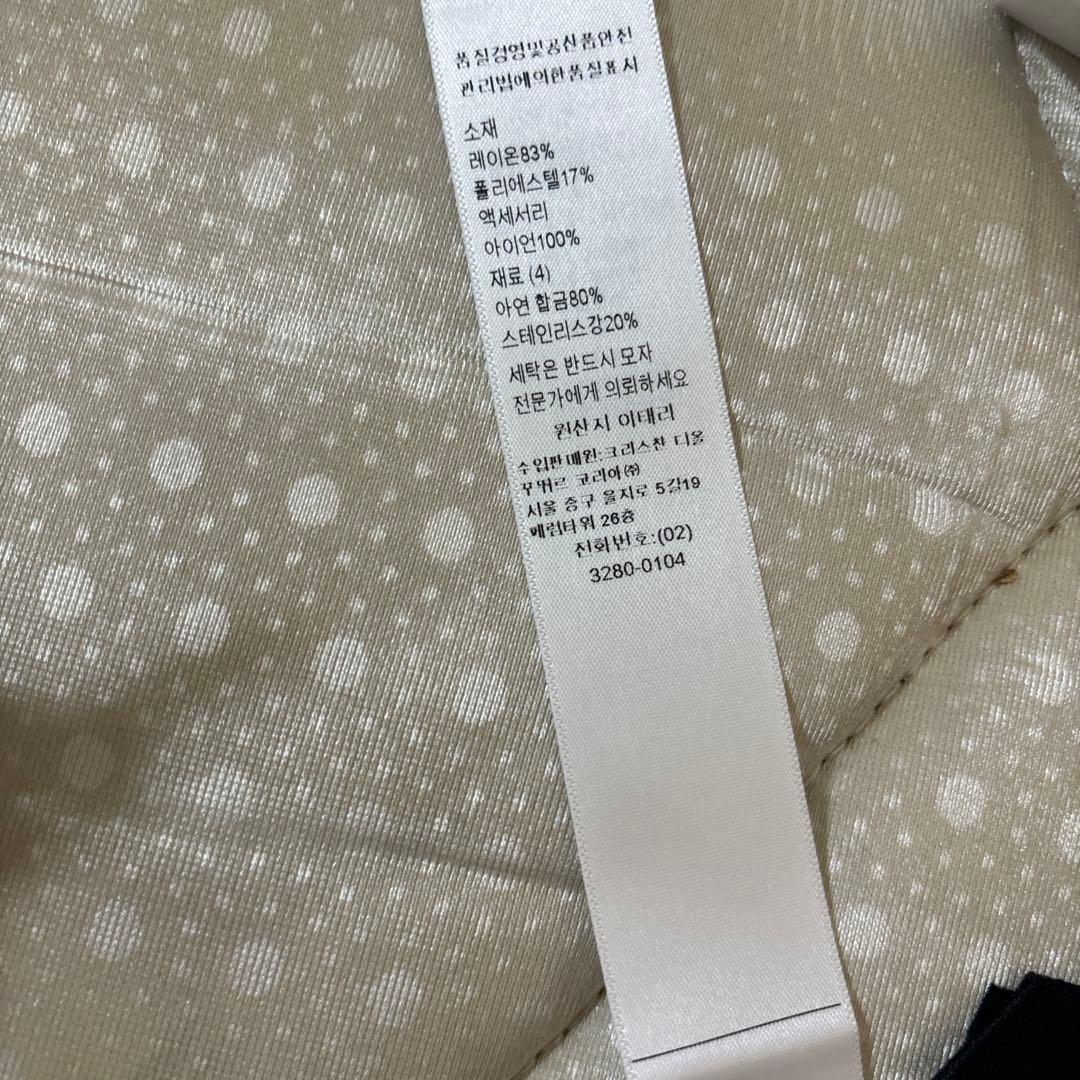 품질경영및공산품안전
관리법에의한품질표시
소재
레이온83%
폴리에스텔17%
액세서리
아이언100%
재료 (4)
아연 합금80%
스테인리스강20%
세탁은 반드시 모자
전문가에게 의뢰하세요
원산지 이태리
수입판매원:크리스챤 디올
꾸뛰르 코리아㈜
서울 중구 을지로 5길19
페럼타워 26층
전화번호:(02)
3280-0104